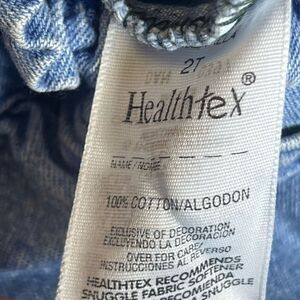 2T
Healthtex®
NAME/NOMBRE
100% COTTON/ALGODON
EXCLUSIVE OF DECORATION
EXCLUYENDO LA DECORACION
OVER FOR CARE/
INSTRUCCIONES AL REVERSO
HEALTHTEX RECOMMENDS
SNUGGLE FABRIC SOFTENER
SNUGGLE